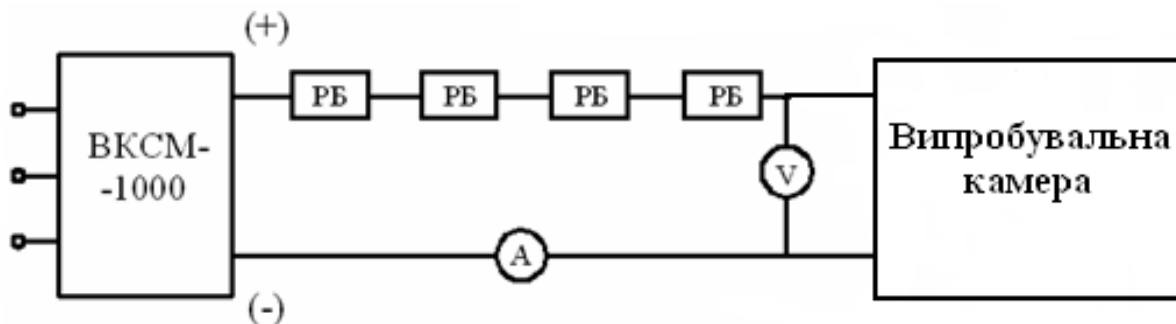 (+)
РБ РБ РБ РБ
ВКСМ-
-1000
V
Випробувальна
камера
А
(-)